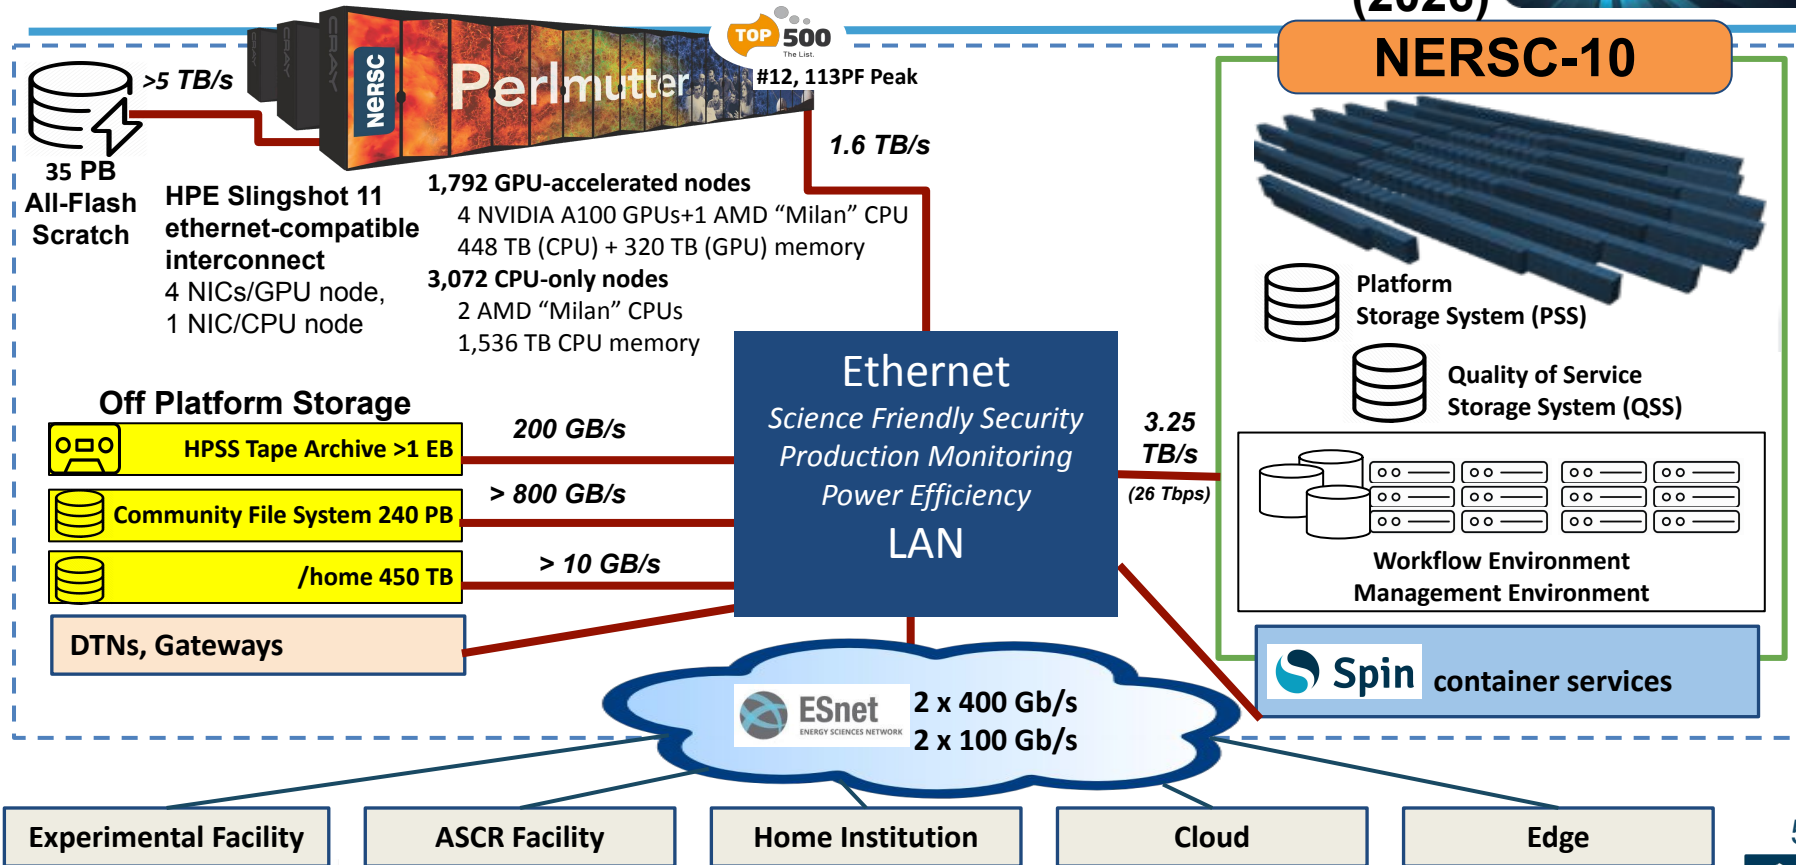 (2026)
NERSC-10
TOP 500
The List.
#12, 113PF Peak
>5 TB/s
CRAY
CRAY
CRAY
NERSC
Perlmutter
1.6 TB/s
35 PB
All-Flash
Scratch
HPE Slingshot 11
ethernet-compatible
interconnect
4 NICs/GPU node,
1 NIC/CPU node
1,792 GPU-accelerated nodes
4 NVIDIA A100 GPUs+1 AMD “Milan” CPU
448 TB (CPU) + 320 TB (GPU) memory
3,072 CPU-only nodes
2 AMD “Milan” CPUs
1,536 TB CPU memory
Platform
Storage System (PSS)
Quality of Service
Storage System (QSS)
Off Platform Storage
HPSS Tape Archive >1 EB
200 GB/s
Community File System 240 PB
> 800 GB/s
/home 450 TB
> 10 GB/s
DTNs, Gateways
Ethernet
Science Friendly Security
Production Monitoring
Power Efficiency
LAN
3.25
TB/s
(26 Tbps)
Workflow Environment
Management Environment
Spin container services
ESnet
ENERGY SCIENCES NETWORK
2 x 400 Gb/s
2 x 100 Gb/s
Experimental Facility
ASCR Facility
Home Institution
Cloud
Edge